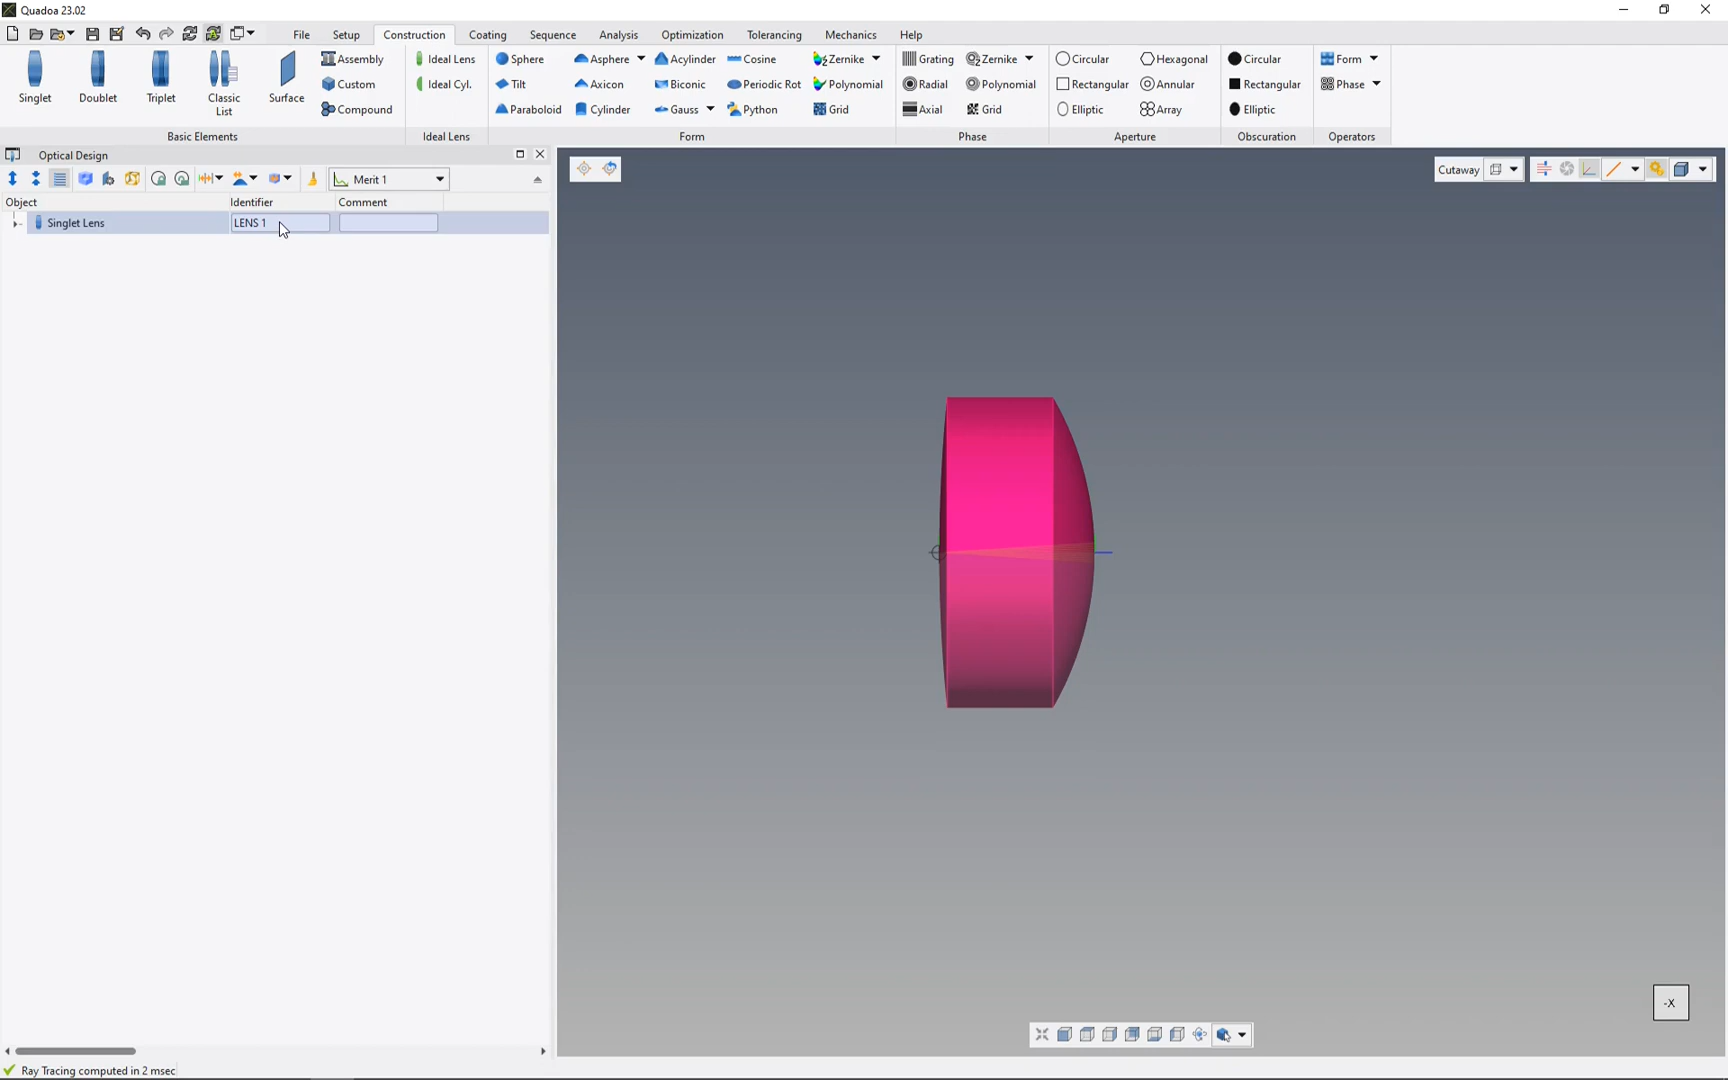 Quadoa 23.02
File Setup Construction Coating Sequence Analysis Optimization Tolerancing Mechanics Help
Singlet Doublet Triplet Classic List Surface Assembly Custom Compound
Basic Elements
Ideal Lens Ideal Cyl.
Ideal Lens
Sphere Asphere Acylinder Cosine Zernike
Tilt Axicon Biconic Periodic Rot Polynomial
Paraboloid Cylinder Gauss Python Grid
Form
Grating Zernike
Radial Polynomial
Axial Grid
Phase
Circular Hexagonal
Rectangular Annular
Elliptic Array
Aperture
Circular
Rectangular
Elliptic
Obscuration
Form
Phase
Operators
Optical Design
Merit 1
Object Identifier Comment
Singlet Lens LENS 1
Cutaway
-X
Ray Tracing computed in 2 msec